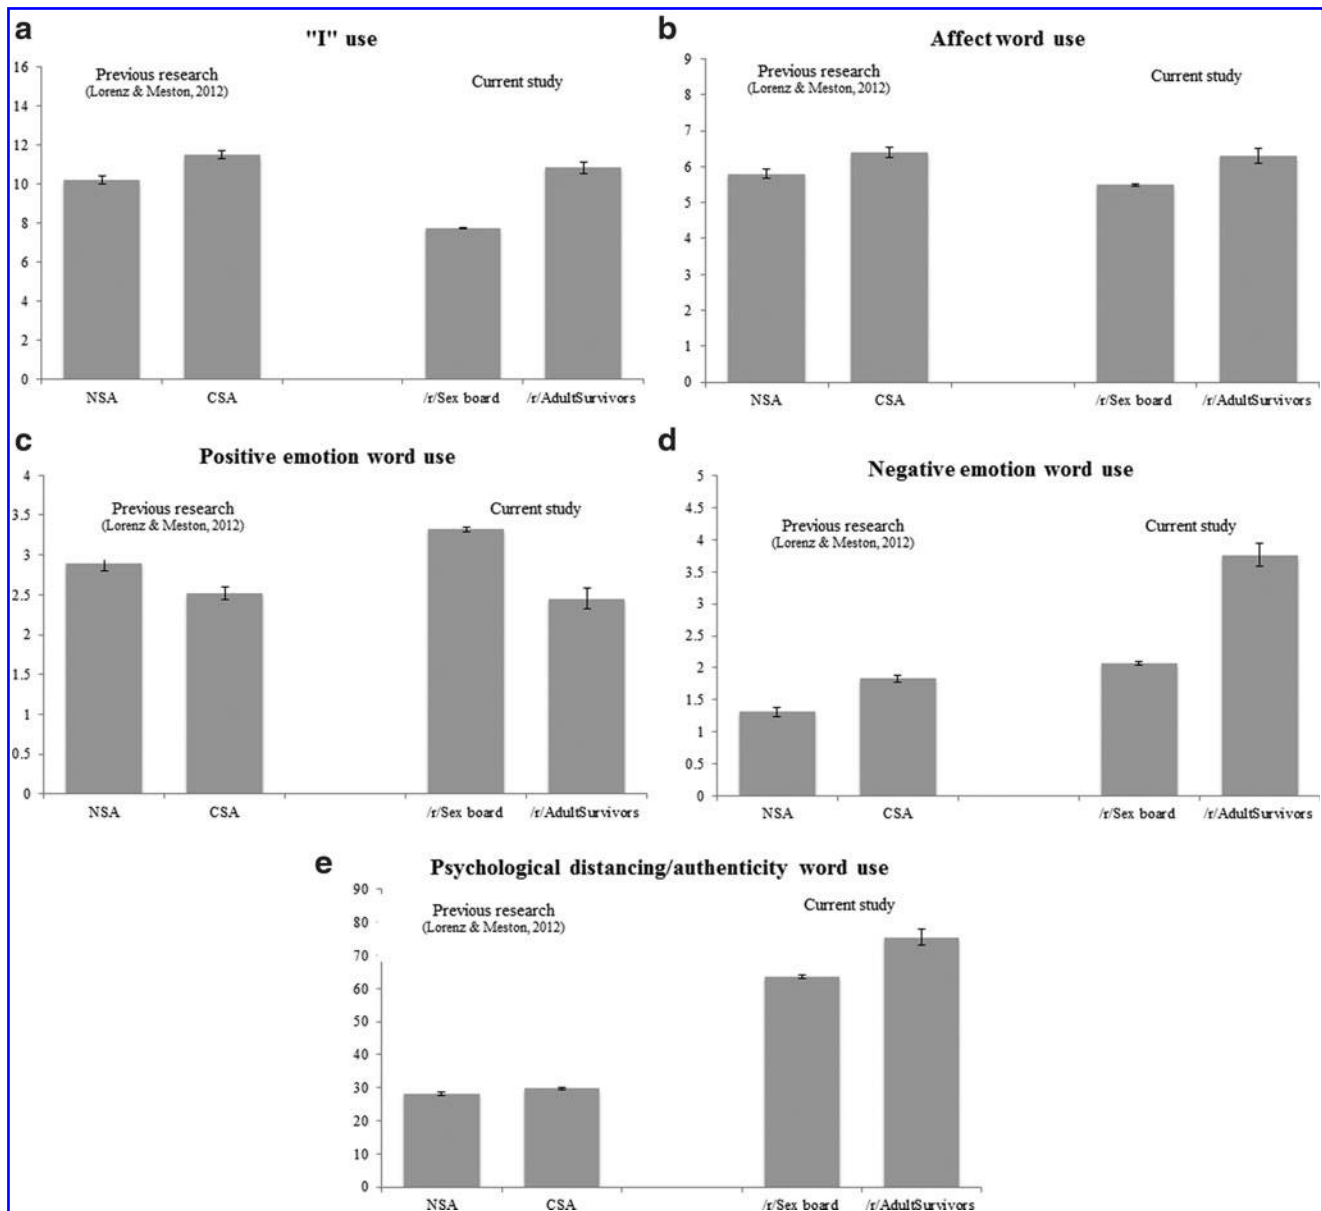 a
"I" use
16
14
12
10
8
6
4
2
0
Previous research
(Lorenz & Meston, 2012)
Current study
NSA
CSA
/r/Sex board
/r/AdultSurvivors
b
Affect word use
9
8
7
6
5
4
3
2
1
0
Previous research
(Lorenz & Meston, 2012)
Current study
NSA
CSA
/r/Sex board
/r/AdultSurvivors
c
Positive emotion word use
4
3.5
3
2.5
2
1.5
1
0.5
0
Previous research
(Lorenz & Meston, 2012)
Current study
NSA
CSA
/r/Sex board
/r/AdultSurvivors
d
Negative emotion word use
5
4.5
4
3.5
3
2.5
2
1.5
1
0.5
0
Previous research
(Lorenz & Meston, 2012)
Current study
NSA
CSA
/r/Sex board
/r/AdultSurvivors
e
Psychological distancing/authenticity word use
90
80
70
60
50
40
30
20
10
0
Previous research
(Lorenz & Meston, 2012)
Current study
NSA
CSA
/r/Sex board
/r/AdultSurvivors